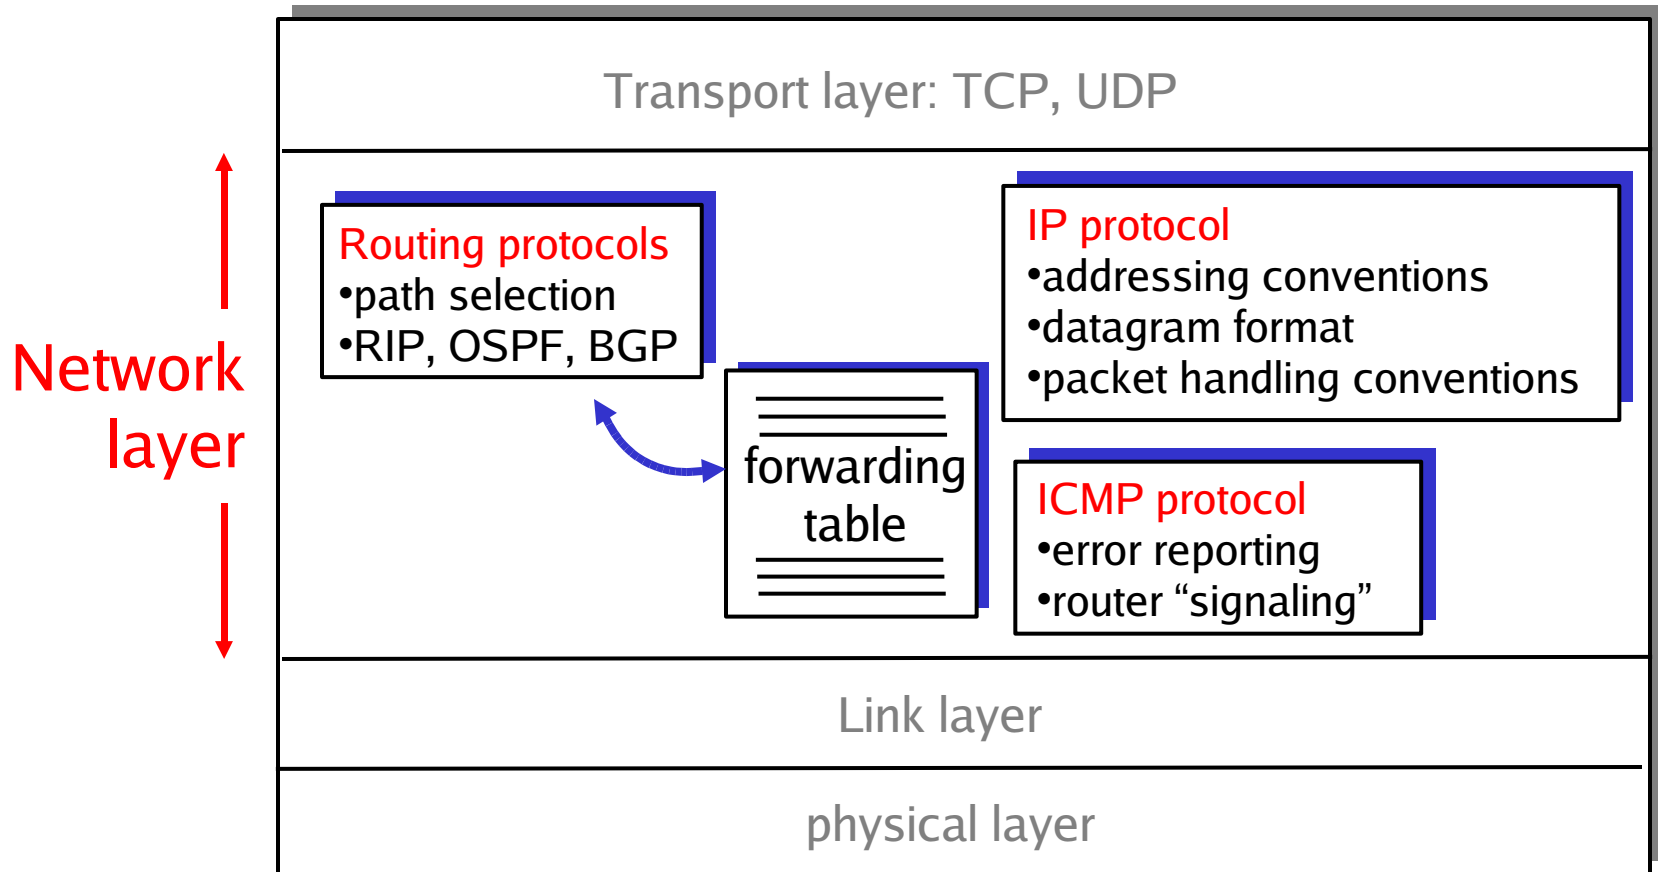 Transport layer: TCP, UDP
Network
layer
Routing protocols
•path selection
•RIP, OSPF, BGP
forwarding
table
IP protocol
•addressing conventions
•datagram format
•packet handling conventions
ICMP protocol
•error reporting
•router “signaling”
Link layer
physical layer